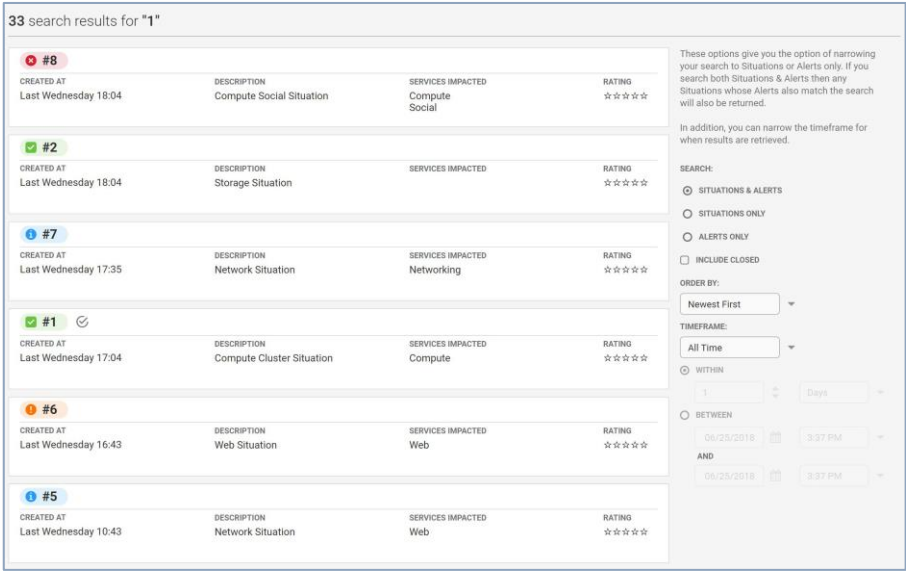 33 search results for "1"
#8
CREATED AT DESCRIPTION SERVICES IMPACTED RATING
Last Wednesday 18:04 Compute Social Situation Compute
Social
#2
CREATED AT DESCRIPTION SERVICES IMPACTED RATING
Last Wednesday 18:04 Storage Situation
#7
CREATED AT DESCRIPTION SERVICES IMPACTED RATING
Last Wednesday 17:35 Network Situation Networking
#1
CREATED AT DESCRIPTION SERVICES IMPACTED RATING
Last Wednesday 17:04 Compute Cluster Situation Compute
#6
CREATED AT DESCRIPTION SERVICES IMPACTED RATING
Last Wednesday 16:43 Web Situation Web
#5
CREATED AT DESCRIPTION SERVICES IMPACTED RATING
Last Wednesday 10:43 Network Situation Web
These options give you the option of narrowing
your search to Situations or Alerts only. If you
search both Situations & Alerts then any
Situations whose Alerts also match the search
will also be returned.
In addition, you can narrow the timeframe for
when results are retrieved.
SEARCH:
SITUATIONS & ALERTS
SITUATIONS ONLY
ALERTS ONLY
INCLUDE CLOSED
ORDER BY:
Newest First
TIMEFRAME:
All Time
WITHIN
1 Days
BETWEEN
06/25/2018 3:37 PM
AND
06/25/2018 3:37 PM